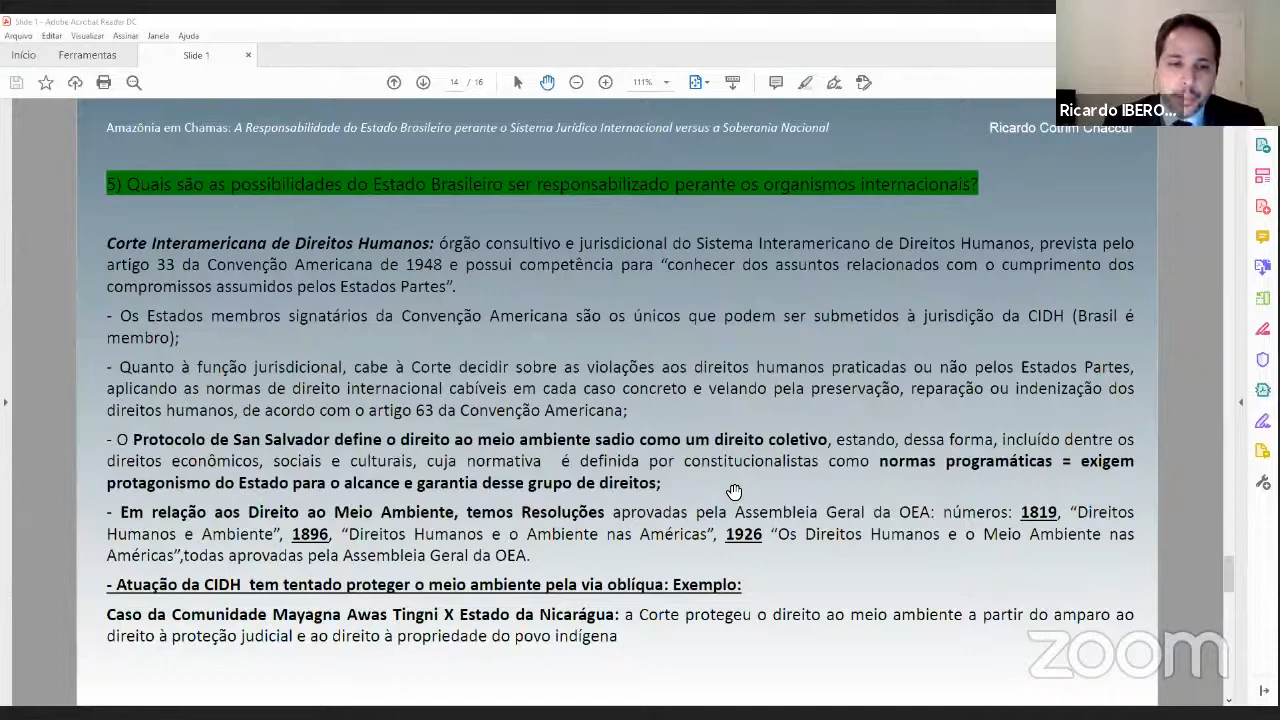 Slide 1 - Adobe Acrobat Reader DC
Arquivo Editar Visualizar Assinar Janela Ajuda
Início Ferramentas Slide 1 ×
14 / 16 111%
Ricardo IBERO...
Amazônia em Chamas: A Responsabilidade do Estado Brasileiro perante o Sistema Jurídico Internacional versus a Soberania Nacional Ricardo Cotrim Chaccur
5) Quais são as possibilidades do Estado Brasileiro ser responsabilizado perante os organismos internacionais?
Corte Interamericana de Direitos Humanos: órgão consultivo e jurisdicional do Sistema Interamericano de Direitos Humanos, prevista pelo
artigo 33 da Convenção Americana de 1948 e possui competência para “conhecer dos assuntos relacionados com o cumprimento dos
compromissos assumidos pelos Estados Partes”.
- Os Estados membros signatários da Convenção Americana são os únicos que podem ser submetidos à jurisdição da CIDH (Brasil é
membro);
- Quanto à função jurisdicional, cabe à Corte decidir sobre as violações aos direitos humanos praticadas ou não pelos Estados Partes,
aplicando as normas de direito internacional cabíveis em cada caso concreto e velando pela preservação, reparação ou indenização dos
direitos humanos, de acordo com o artigo 63 da Convenção Americana;
- O Protocolo de San Salvador define o direito ao meio ambiente sadio como um direito coletivo, estando, dessa forma, incluído dentre os
direitos econômicos, sociais e culturais, cuja normativa é definida por constitucionalistas como normas programáticas = exigem
protagonismo do Estado para o alcance e garantia desse grupo de direitos;
- Em relação aos Direito ao Meio Ambiente, temos Resoluções aprovadas pela Assembleia Geral da OEA: números: 1819, “Direitos
Humanos e Ambiente”, 1896, “Direitos Humanos e o Ambiente nas Américas”, 1926 “Os Direitos Humanos e o Meio Ambiente nas
Américas”,todas aprovadas pela Assembleia Geral da OEA.
- Atuação da CIDH tem tentado proteger o meio ambiente pela via oblíqua: Exemplo:
Caso da Comunidade Mayagna Awas Tingni X Estado da Nicarágua: a Corte protegeu o direito ao meio ambiente a partir do amparo ao
direito à proteção judicial e ao direito à propriedade do povo indígena
zoom